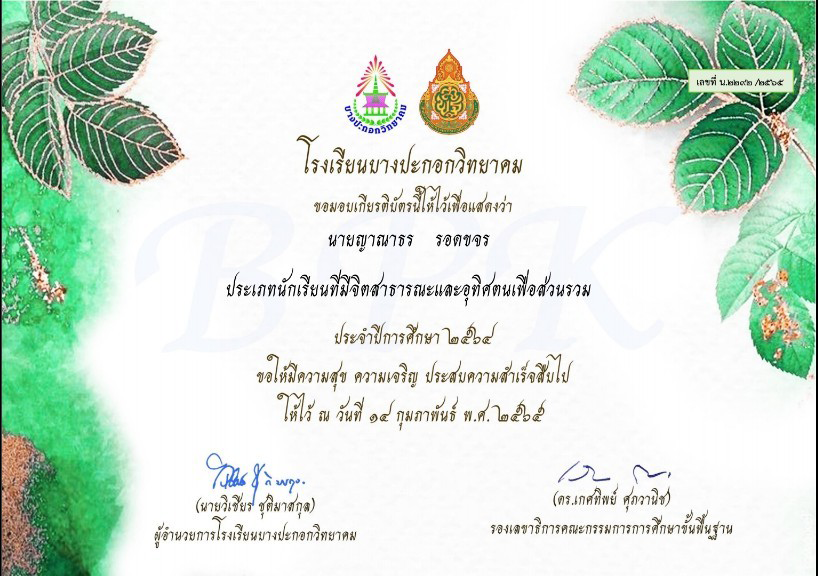 เลขที่ น.๒๒๑๒ /๒๕๖๕
บางปะกอกวิทยาคม
โรงเรียนบางปะกอกวิทยาคม
ขอมอบเกียรติบัตรนี้ให้ไว้เพื่อแสดงว่า
นายญาณาธร รอดขจร
ประเภทนักเรียนที่มีจิตสาธารณะและอุทิศตนเพื่อส่วนรวม
BPK
ประจำปีการศึกษา ๒๕๖๔
ขอให้มีความสุข ความเจริญ ประสบความสำเร็จสืบไป
ให้ไว้ ณ วันที่ ๑๔ กุมภาพันธ์ พ.ศ. ๒๕๖๕
(นายวิเชียร ชุติมาสกุล)
ผู้อำนวยการโรงเรียนบางปะกอกวิทยาคม
(ดร.เกศทิพย์ ศุภวานิช)
รองเลขาธิการคณะกรรมการการศึกษาขั้นพื้นฐาน